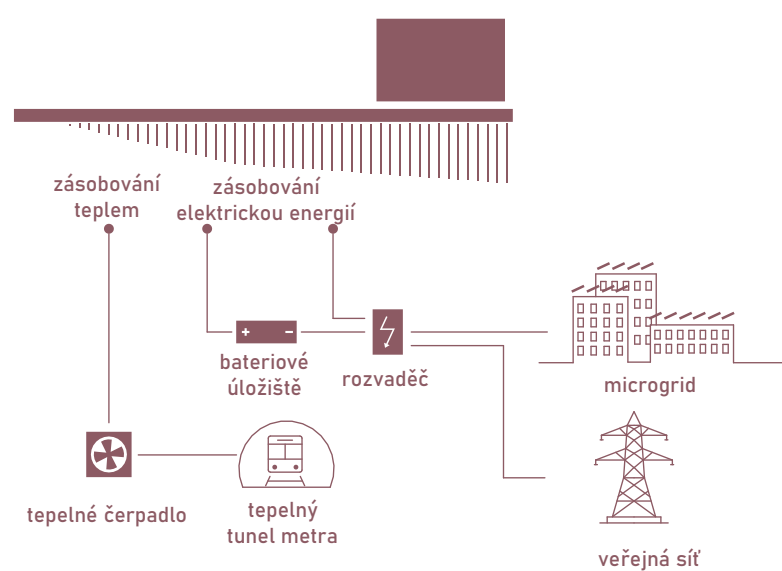 zásobování
teplem
zásobování
elektrickou energií
bateriové
úložiště
rozvaděč
microgrid
tepelné čerpadlo
tepelný
tunel metra
veřejná síť